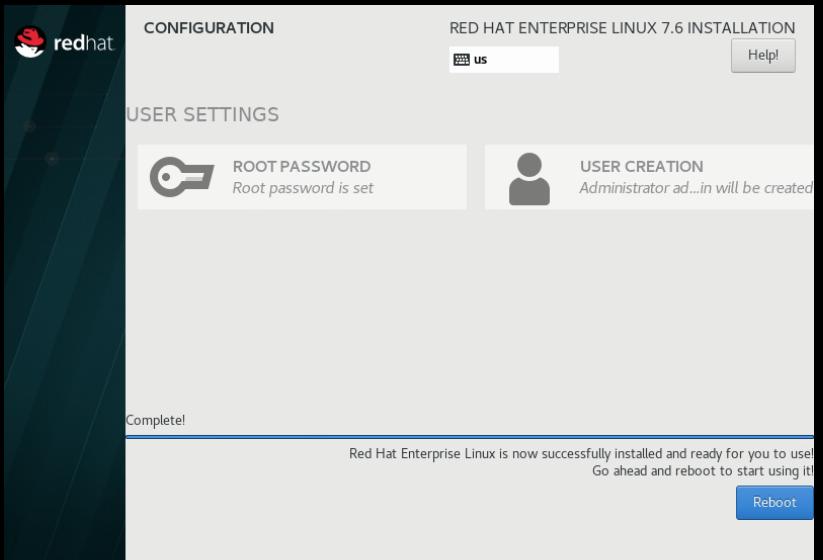 redhat
CONFIGURATION
RED HAT ENTERPRISE LINUX 7.6 INSTALLATION
us
Help!
USER SETTINGS
ROOT PASSWORD
Root password is set
USER CREATION
Administrator ad...in will be created
Complete!
Red Hat Enterprise Linux is now successfully installed and ready for you to use!
Go ahead and reboot to start using it!
Reboot